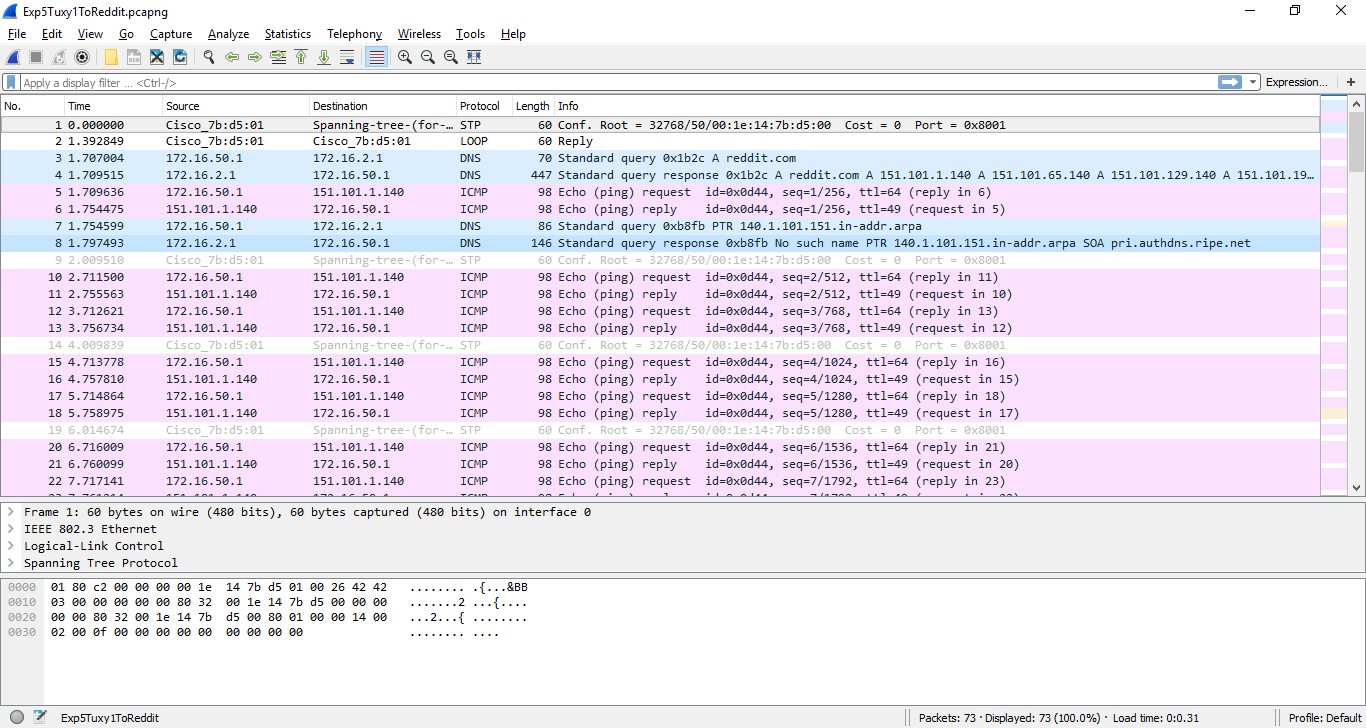 Exp5Tuxy1ToReddit.pcapng
File Edit View Go Capture Analyze Statistics Telephony Wireless Tools Help
Apply a display filter ... <Ctrl-/> Expression... +
No. Time Source Destination Protocol Length Info
1 0.000000 Cisco_7b:d5:01 Spanning-tree-(for-… STP 60 Conf. Root = 32768/50/00:1e:14:7b:d5:00 Cost = 0 Port = 0x8001
2 1.392849 Cisco_7b:d5:01 Cisco_7b:d5:01 LOOP 60 Reply
3 1.707004 172.16.50.1 172.16.2.1 DNS 70 Standard query 0x1b2c A reddit.com
4 1.709515 172.16.2.1 172.16.50.1 DNS 447 Standard query response 0x1b2c A reddit.com A 151.101.1.140 A 151.101.65.140 A 151.101.129.140 A 151.101.19…
5 1.709636 172.16.50.1 151.101.1.140 ICMP 98 Echo (ping) request id=0x0d44, seq=1/256, ttl=64 (reply in 6)
6 1.754475 151.101.1.140 172.16.50.1 ICMP 98 Echo (ping) reply id=0x0d44, seq=1/256, ttl=49 (request in 5)
7 1.754599 172.16.50.1 172.16.2.1 DNS 86 Standard query 0xb8fb PTR 140.1.101.151.in-addr.arpa
8 1.797493 172.16.2.1 172.16.50.1 DNS 146 Standard query response 0xb8fb No such name PTR 140.1.101.151.in-addr.arpa SOA pri.authdns.ripe.net
9 2.009510 Cisco_7b:d5:01 Spanning-tree-(for-… STP 60 Conf. Root = 32768/50/00:1e:14:7b:d5:00 Cost = 0 Port = 0x8001
10 2.711500 172.16.50.1 151.101.1.140 ICMP 98 Echo (ping) request id=0x0d44, seq=2/512, ttl=64 (reply in 11)
11 2.755563 151.101.1.140 172.16.50.1 ICMP 98 Echo (ping) reply id=0x0d44, seq=2/512, ttl=49 (request in 10)
12 3.712621 172.16.50.1 151.101.1.140 ICMP 98 Echo (ping) request id=0x0d44, seq=3/768, ttl=64 (reply in 13)
13 3.756734 151.101.1.140 172.16.50.1 ICMP 98 Echo (ping) reply id=0x0d44, seq=3/768, ttl=49 (request in 12)
14 4.009839 Cisco_7b:d5:01 Spanning-tree-(for-… STP 60 Conf. Root = 32768/50/00:1e:14:7b:d5:00 Cost = 0 Port = 0x8001
15 4.713778 172.16.50.1 151.101.1.140 ICMP 98 Echo (ping) request id=0x0d44, seq=4/1024, ttl=64 (reply in 16)
16 4.757810 151.101.1.140 172.16.50.1 ICMP 98 Echo (ping) reply id=0x0d44, seq=4/1024, ttl=49 (request in 15)
17 5.714864 172.16.50.1 151.101.1.140 ICMP 98 Echo (ping) request id=0x0d44, seq=5/1280, ttl=64 (reply in 18)
18 5.758975 151.101.1.140 172.16.50.1 ICMP 98 Echo (ping) reply id=0x0d44, seq=5/1280, ttl=49 (request in 17)
19 6.014674 Cisco_7b:d5:01 Spanning-tree-(for-… STP 60 Conf. Root = 32768/50/00:1e:14:7b:d5:00 Cost = 0 Port = 0x8001
20 6.716009 172.16.50.1 151.101.1.140 ICMP 98 Echo (ping) request id=0x0d44, seq=6/1536, ttl=64 (reply in 21)
21 6.760099 151.101.1.140 172.16.50.1 ICMP 98 Echo (ping) reply id=0x0d44, seq=6/1536, ttl=49 (request in 20)
22 7.717141 172.16.50.1 151.101.1.140 ICMP 98 Echo (ping) request id=0x0d44, seq=7/1792, ttl=64 (reply in 23)
Frame 1: 60 bytes on wire (480 bits), 60 bytes captured (480 bits) on interface 0
IEEE 802.3 Ethernet
Logical-Link Control
Spanning Tree Protocol
0000 01 80 c2 00 00 00 00 1e 14 7b d5 01 00 26 42 42 ........ .{...&BB
0010 03 00 00 00 00 00 80 32 00 1e 14 7b d5 00 00 00 .......2 ...{....
0020 00 00 80 32 00 1e 14 7b d5 00 80 01 00 00 14 00 ...2...{ ........
0030 02 00 0f 00 00 00 00 00 00 00 00 00 ........ ....
Exp5Tuxy1ToReddit Packets: 73 · Displayed: 73 (100.0%) · Load time: 0:0.31 Profile: Default